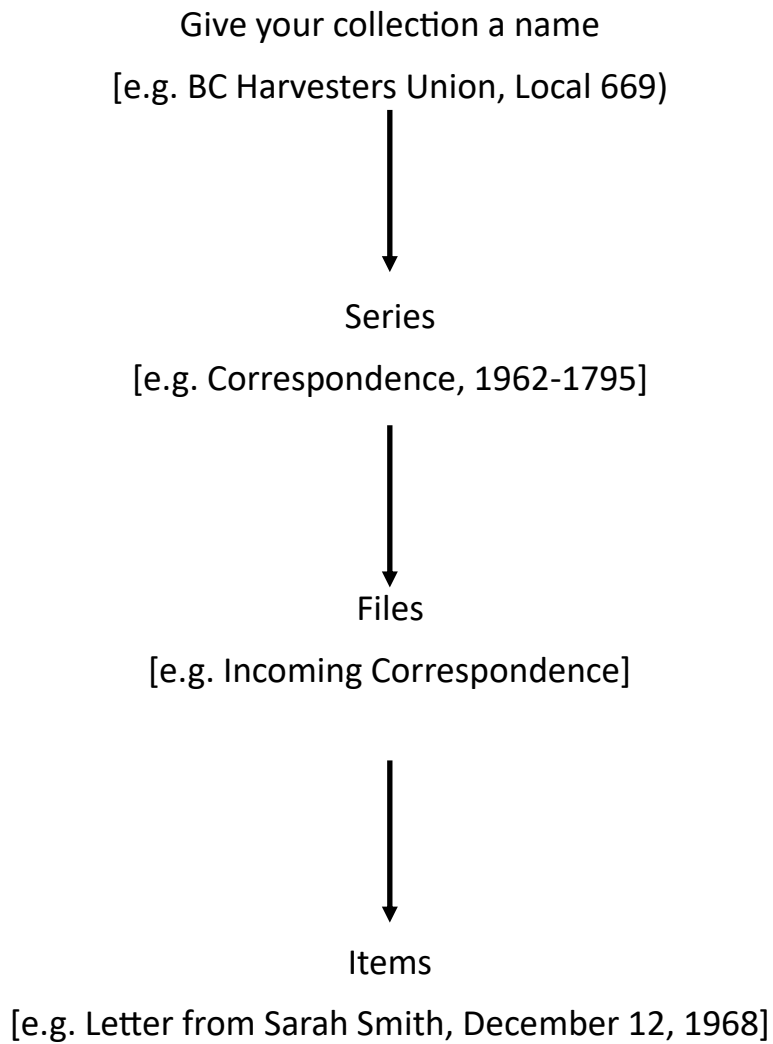 Give your collection a name
[e.g. BC Harvesters Union, Local 669)
Series
[e.g. Correspondence, 1962-1795]
Files
[e.g. Incoming Correspondence]
Items
[e.g. Letter from Sarah Smith, December 12, 1968]